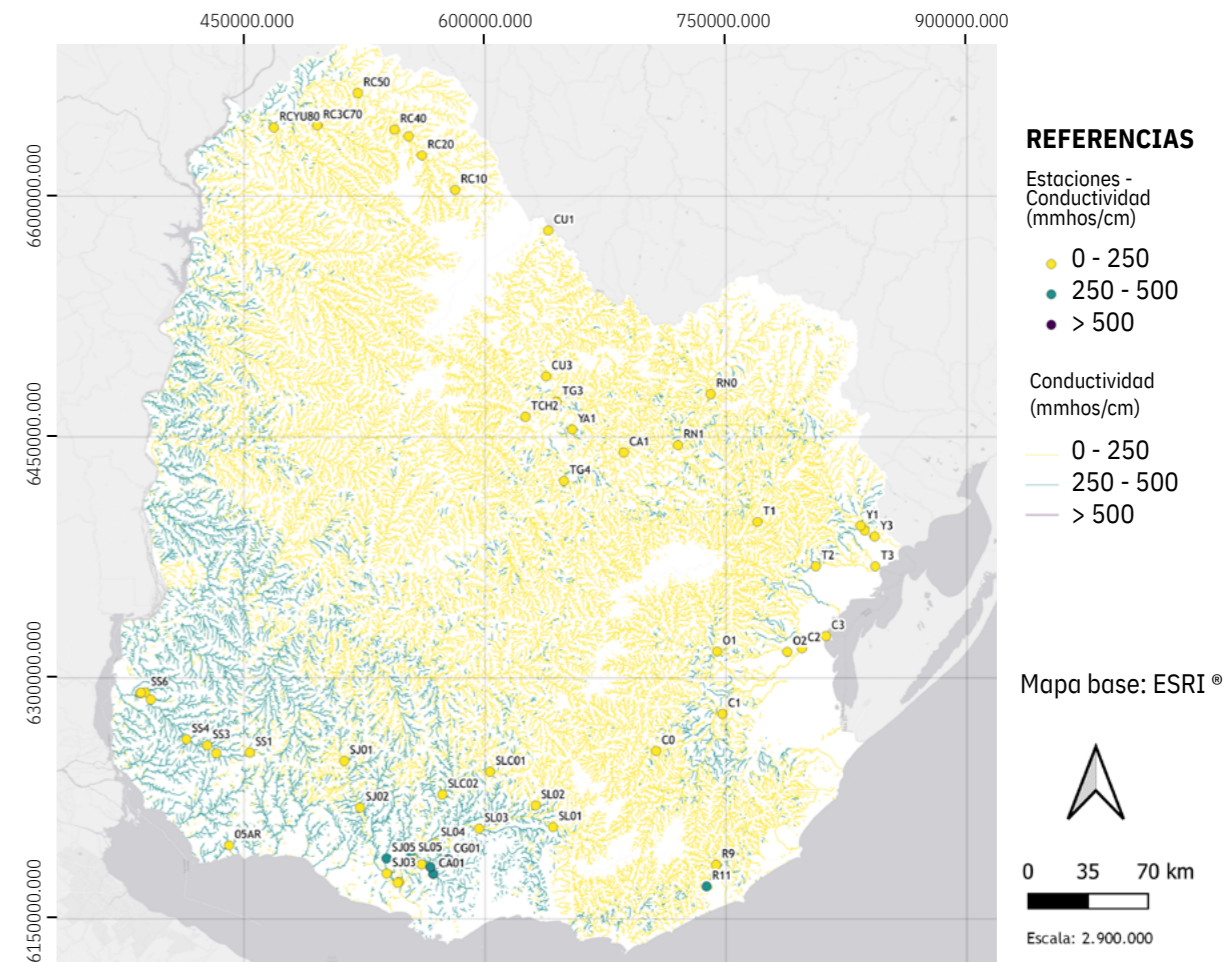 450000.000
600000.000
750000.000
900000.000
6600000.000
6450000.000
6300000.000
6150000.000
RC50
RCYU80
RC3C70
RC40
RC20
RC10
CU1
CU3
TG3
TCH2
YA1
RN0
CA1
RN1
TG4
T1
Y1
Y3
T2
T3
C3
O1
O2
C2
SS6
C1
SS4
SS3
SS1
SJ01
C0
SLC01
SLC02
SJ02
SL02
SL03
SL01
05AR
SL04
SJ05
SL05
CG01
SJ03
CA01
R9
R11
REFERENCIAS
Estaciones -
Conductividad
(mmhos/cm)
0 - 250
250 - 500
> 500
Conductividad
(mmhos/cm)
0 - 250
250 - 500
> 500
Mapa base: ESRI ®
0 35 70 km
Escala: 2.900.000